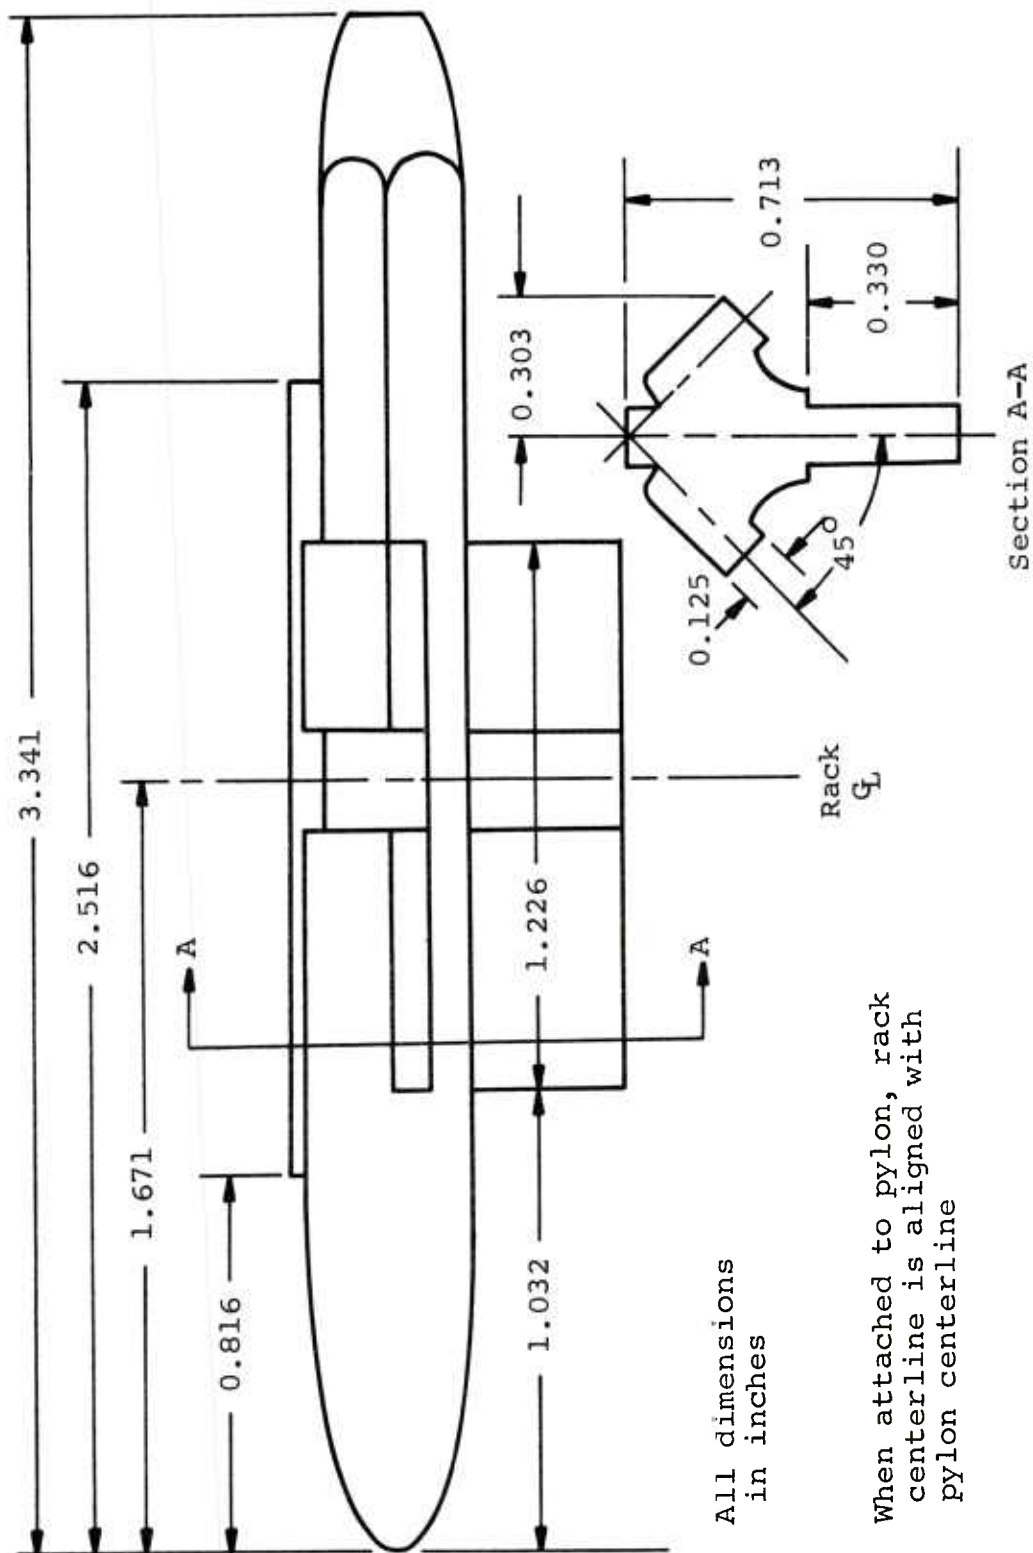 3.341
2.516
1.671
0.816
A
A
1.226
1.032
Rack
℄
0.303
0.713
0.330
0.125
45°
Section A-A
All dimensions
in inches
When attached to pylon, rack
centerline is aligned with
pylon centerline